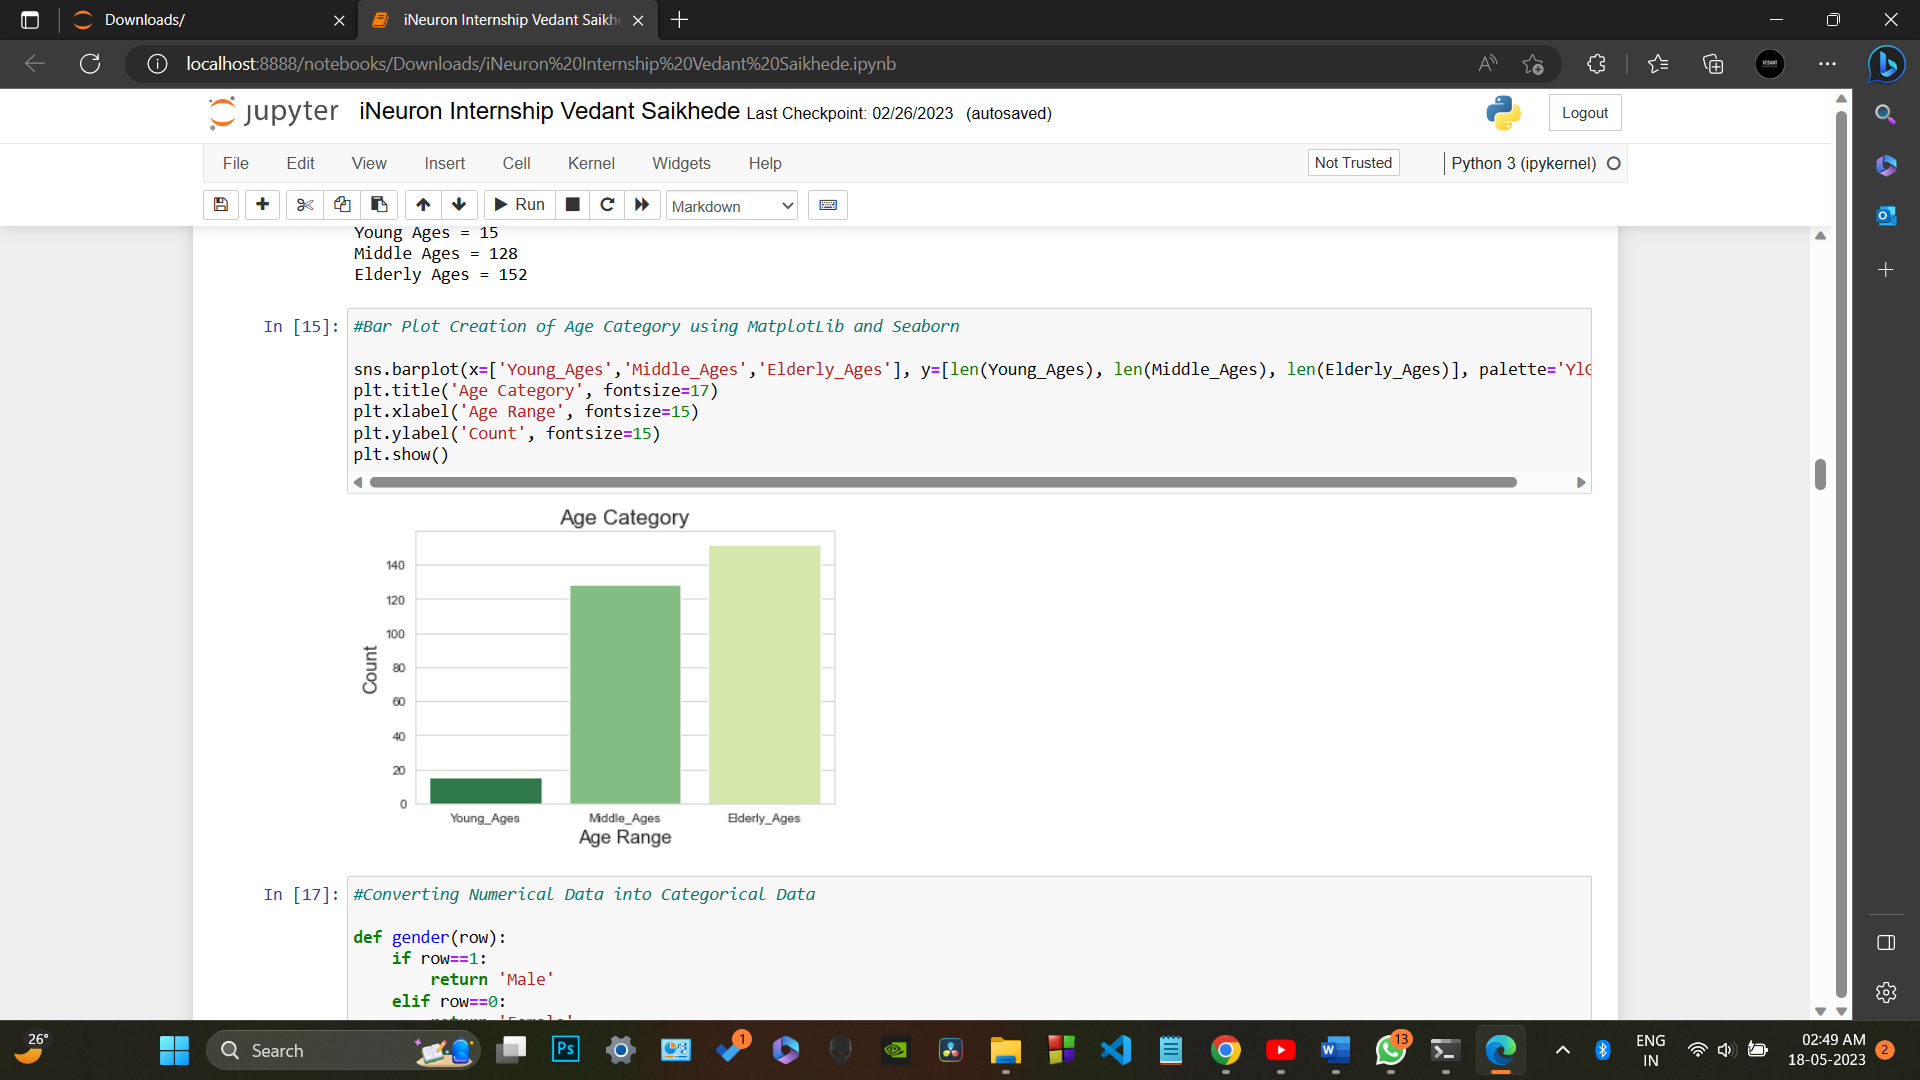 Downloads/
iNeuron Internship Vedant Saikh
localhost:8888/notebooks/Downloads/iNeuron%20Internship%20Vedant%20Saikhede.ipynb
jupyter iNeuron Internship Vedant Saikhede Last Checkpoint: 02/26/2023 (autosaved)
Logout
File Edit View Insert Cell Kernel Widgets Help
Not Trusted Python 3 (ipykernel)
Run Markdown
Young Ages = 15
Middle Ages = 128
Elderly Ages = 152
In [15]: #Bar Plot Creation of Age Category using MatplotLib and Seaborn
sns.barplot(x=['Young_Ages','Middle_Ages','Elderly_Ages'], y=[len(Young_Ages), len(Middle_Ages), len(Elderly_Ages)], palette='YlG
plt.title('Age Category', fontsize=17)
plt.xlabel('Age Range', fontsize=15)
plt.ylabel('Count', fontsize=15)
plt.show()
Age Category
140
120
100
80
60
40
20
0
Count
Young_Ages Middle_Ages Elderly_Ages
Age Range
In [17]: #Converting Numerical Data into Categorical Data
def gender(row):
    if row==1:
        return 'Male'
    elif row==0:
        return 'Female'
26°
Search
Ps
1
13
ENG
IN
02:49 AM
18-05-2023
2